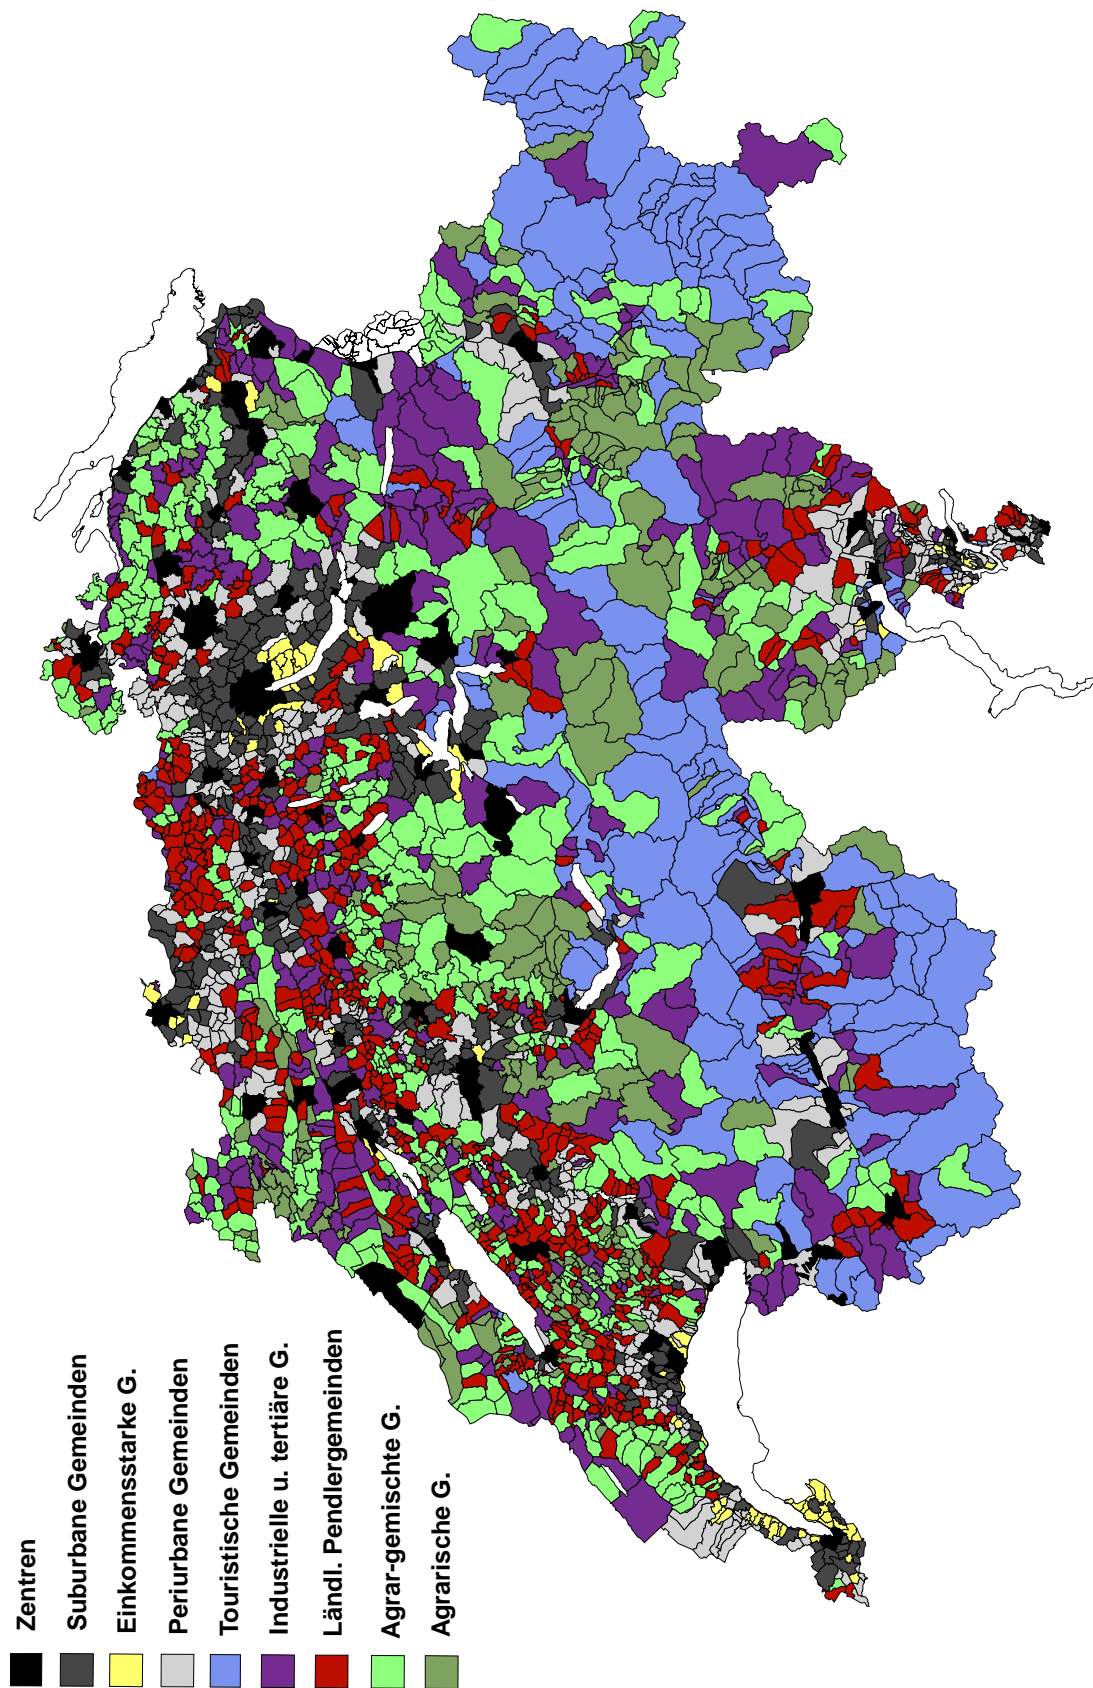 Zentren
Suburbane Gemeinden
Einkommensstarke G.
Periurbane Gemeinden
Touristische Gemeinden
Industrielle u. tertiäre G.
Ländl. Pendlergemeinden
Agrar-gemischte G.
Agrarische G.